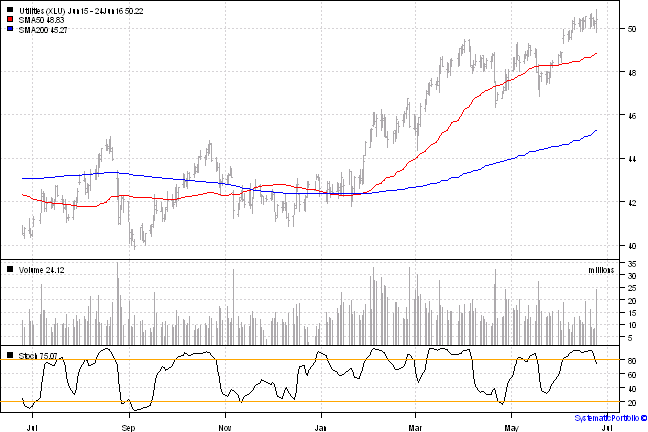 Utilities (XLU) Jun15 - 24Jun16 50.22
SMA50 48.83
SMA200 45.27
50
48
46
44
42
40
Volume 24.12
millions
35
30
25
20
15
10
5
Stoch 75.07
80
60
40
20
Jul
Sep
Nov
Jan
Mar
May
Jul
SystematicPortfolio ©